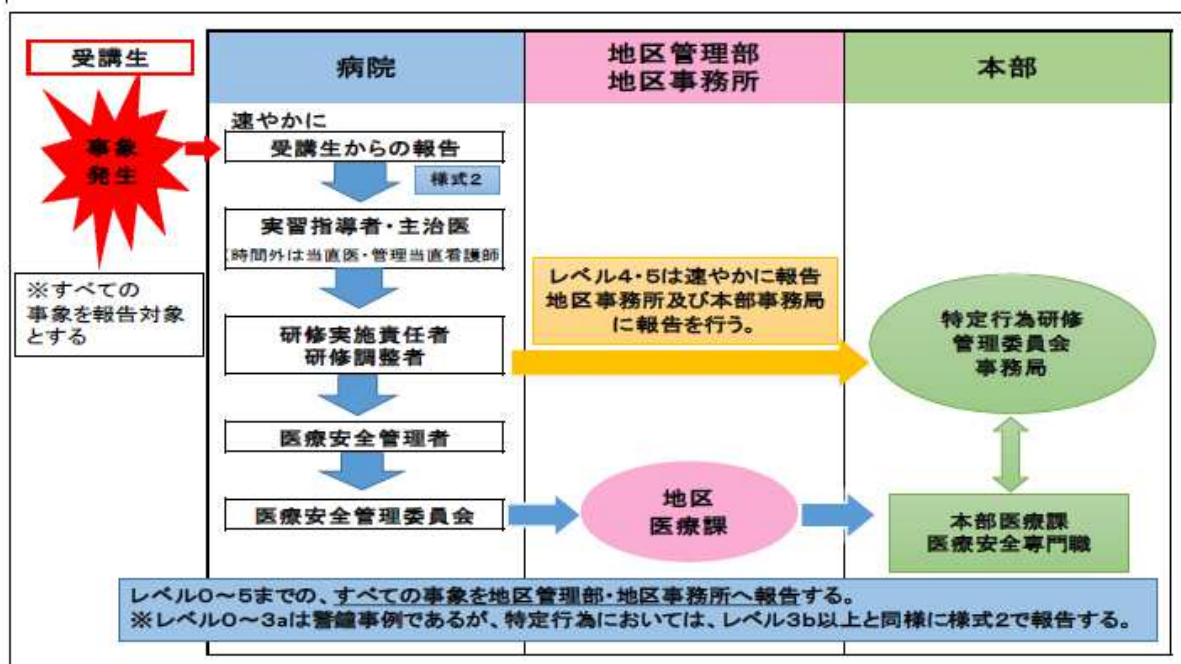 受講生
病院
地区管理部
地区事務所
本部
事象
発生
速やかに
受講生からの報告
様式2
実習指導者・主治医
(時間外は当直医・管理当直看護師
※すべての
事象を報告対象
とする
レベル4・5は速やかに報告
地区事務所及び本部事務局
に報告を行う。
研修実施責任者
研修調整者
特定行為研修
管理委員会
事務局
医療安全管理者
医療安全管理委員会
地区
医療課
本部医療課
医療安全専門職
レベル0～5までの、すべての事象を地区管理部・地区事務所へ報告する。
※レベル0～3aは警鐘事例であるが、特定行為においては、レベル3b以上と同様に様式2で報告する。